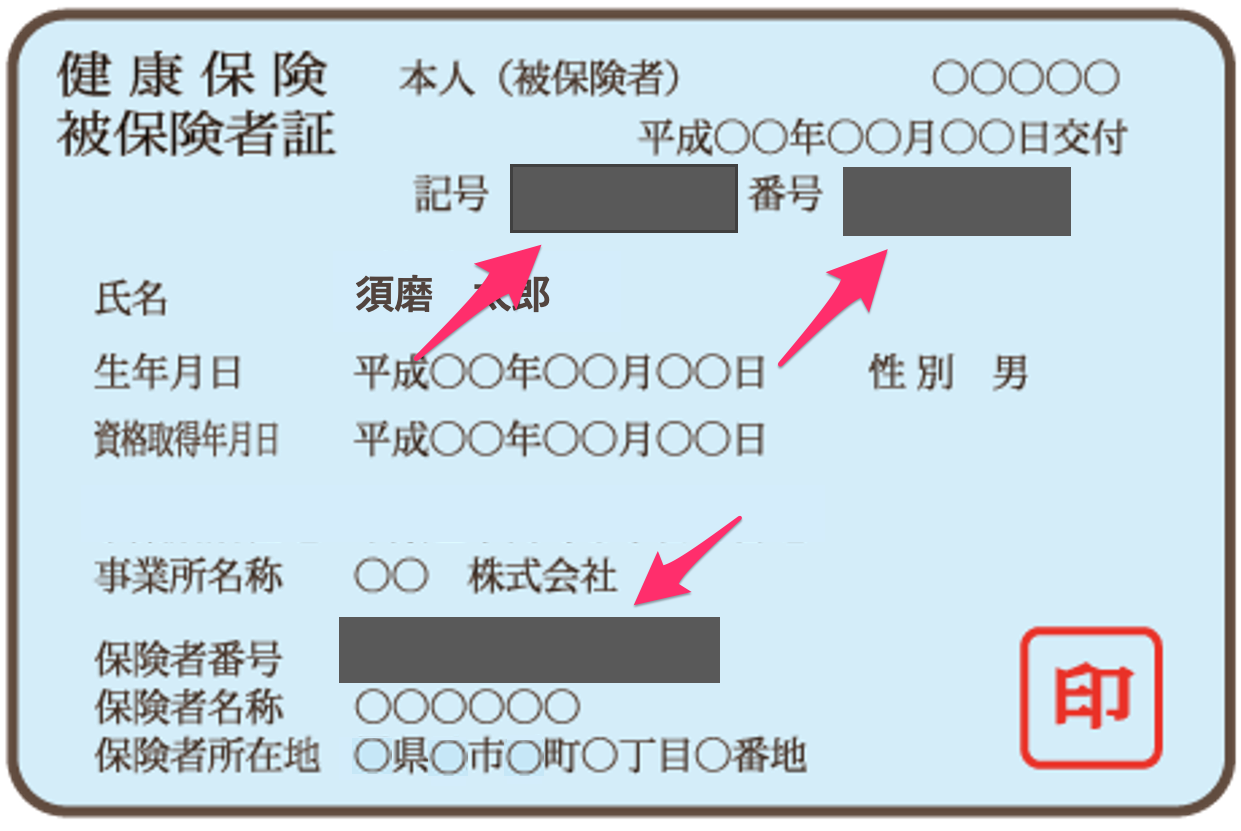 健康保険 本人（被保険者） 〇〇〇〇〇
被保険者証 平成〇〇年〇〇月〇〇日交付
記号 番号
氏名 須磨 太郎
生年月日 平成〇〇年〇〇月〇〇日 性別 男
資格取得年月日 平成〇〇年〇〇月〇〇日
事業所名称 〇〇 株式会社
保険者番号
保険者名称 〇〇〇〇〇〇
保険者所在地 〇県〇市〇町〇丁目〇番地
印